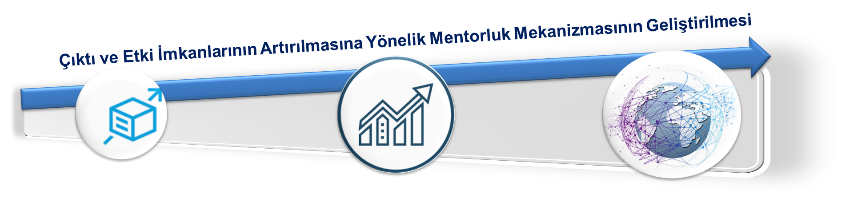 Çıktı ve Etki İmkanlarının Artırılmasına Yönelik Mentorluk Mekanizmasının Geliştirilmesi